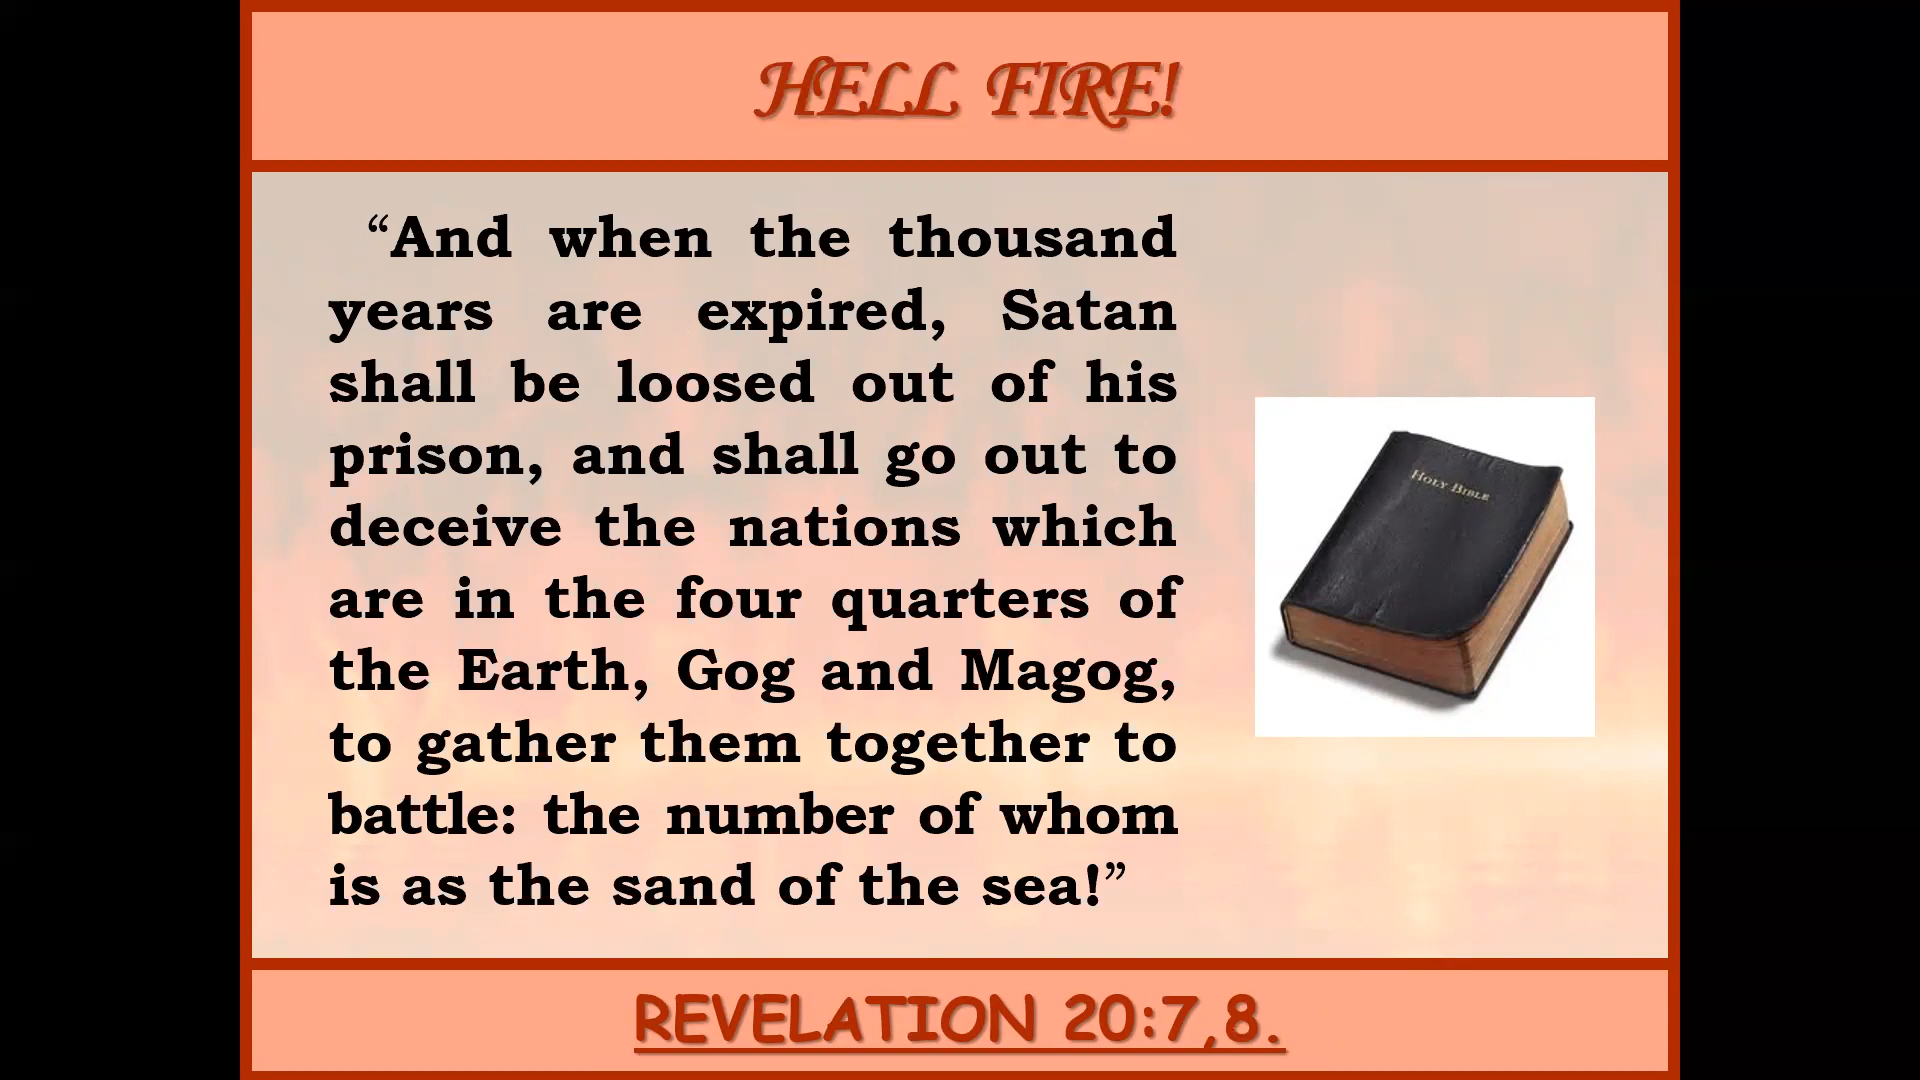 HELL FIRE!
“And when the thousand
years are expired, Satan
shall be loosed out of his
prison, and shall go out to
deceive the nations which
are in the four quarters of
the Earth, Gog and Magog,
to gather them together to
battle: the number of whom
is as the sand of the sea!”
HOLY BIBLE
REVELATION 20:7,8.